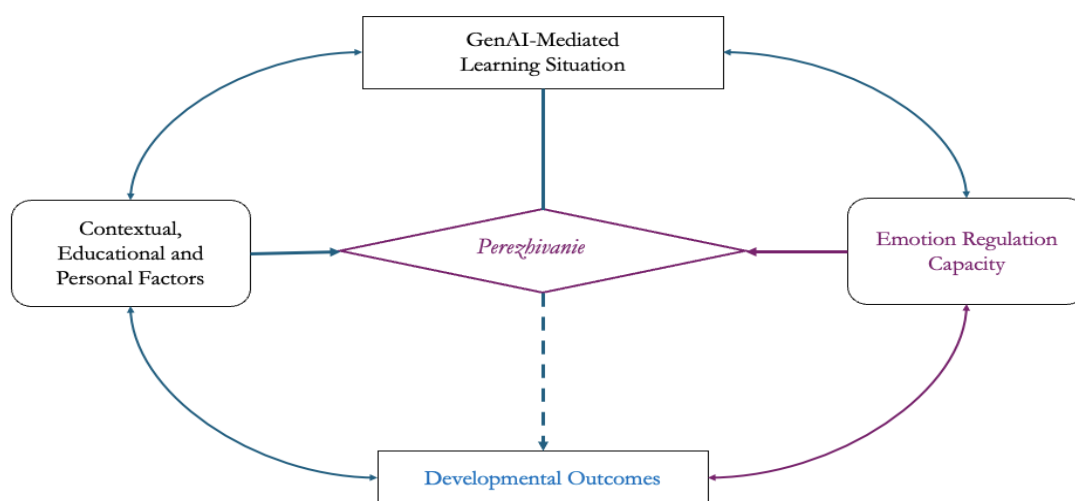 GenAI-Mediated
Learning Situation
Contextual,
Educational and
Personal Factors
Perezhivanie
Emotion Regulation
Capacity
Developmental Outcomes